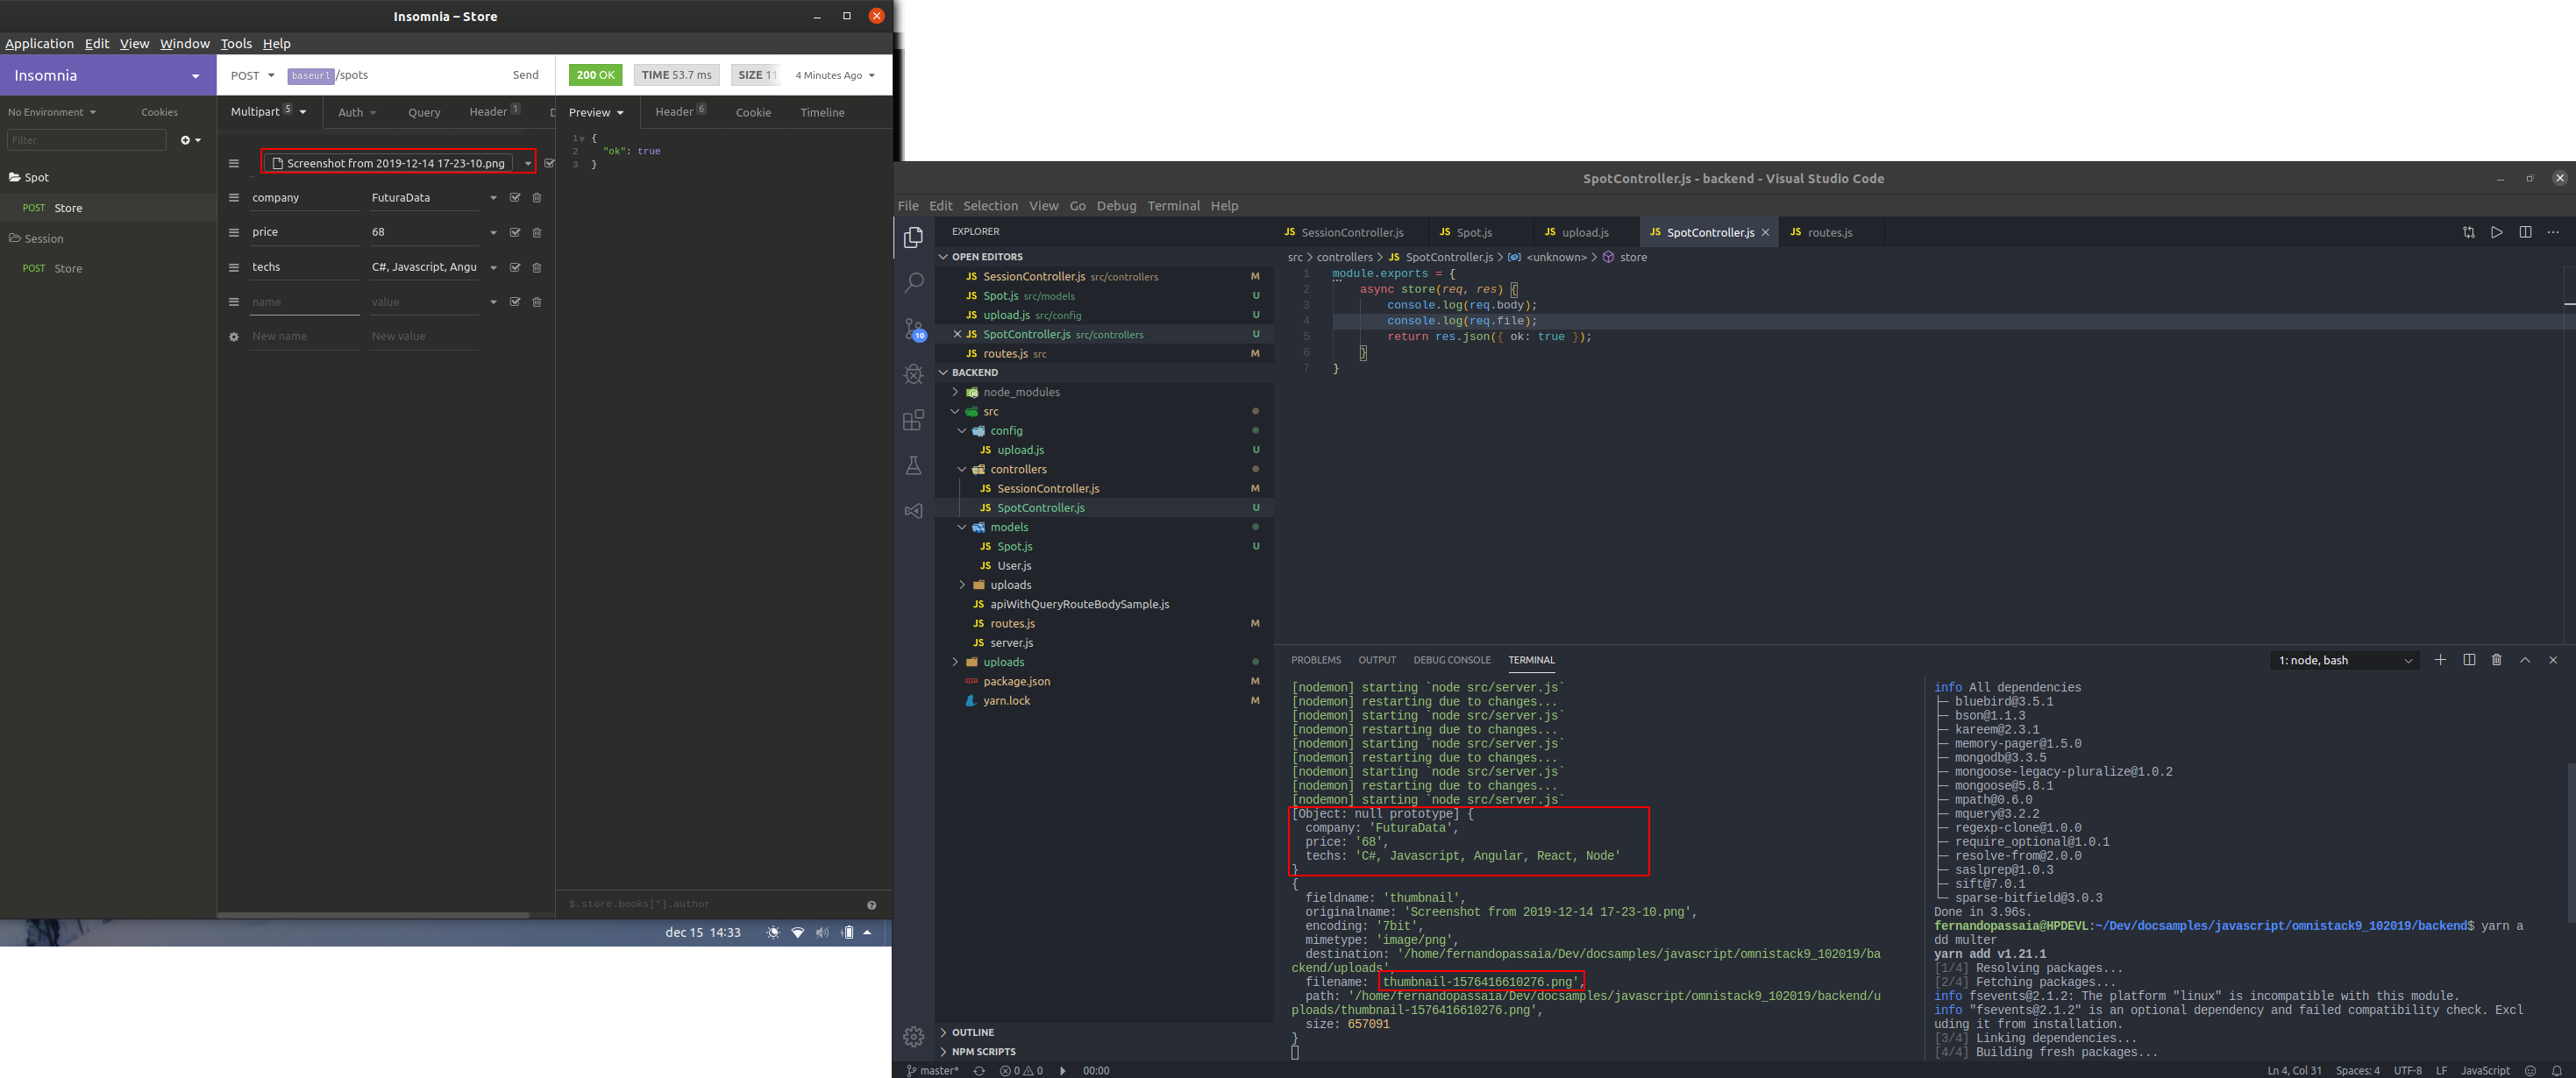 Insomnia – Store
Application Edit View Window Tools Help
Insomnia
POST baseurl /spots Send
200 OK TIME 53.7 ms SIZE 11 4 Minutes Ago
No Environment Cookies
Multipart 5 Auth Query Header 1
Preview Header 6 Cookie Timeline
Filter
1 {
2 "ok": true
3 }
Screenshot from 2019-12-14 17-23-10.png
Spot
company FuturaData
POST Store
price 68
Session
techs C#, Javascript, Angu
POST Store
name value
New name New value
$.store.books[*].author
dec 15 14:33
SpotController.js - backend - Visual Studio Code
File Edit Selection View Go Debug Terminal Help
EXPLORER
JS SessionController.js JS Spot.js JS upload.js JS SpotController.js JS routes.js
OPEN EDITORS
JS SessionController.js src/controllers M
JS Spot.js src/models U
JS upload.js src/config U
JS SpotController.js src/controllers U
JS routes.js src M
10
BACKEND
node_modules
src
config
JS upload.js U
controllers
JS SessionController.js M
JS SpotController.js U
models
JS Spot.js U
JS User.js
uploads
JS apiWithQueryRouteBodySample.js
JS routes.js M
JS server.js
uploads
package.json M
yarn.lock M
OUTLINE
NPM SCRIPTS
src > controllers > JS SpotController.js > <unknown> > store
1 module.exports = {
2 async store(req, res) {
3 console.log(req.body);
4 console.log(req.file);
5 return res.json({ ok: true });
6 }
7 }
PROBLEMS OUTPUT DEBUG CONSOLE TERMINAL 1: node, bash
[nodemon] starting `node src/server.js`
[nodemon] restarting due to changes...
[nodemon] starting `node src/server.js`
[nodemon] restarting due to changes...
[nodemon] starting `node src/server.js`
[nodemon] restarting due to changes...
[nodemon] starting `node src/server.js`
[nodemon] restarting due to changes...
[nodemon] starting `node src/server.js`
[Object: null prototype] {
company: 'FuturaData',
price: '68',
techs: 'C#, Javascript, Angular, React, Node'
}
{
fieldname: 'thumbnail',
originalname: 'Screenshot from 2019-12-14 17-23-10.png',
encoding: '7bit',
mimetype: 'image/png',
destination: '/home/fernandopassaia/Dev/docsamples/javascript/omnistack9_102019/ba
ckend/uploads',
filename: 'thumbnail-1576416610276.png',
path: '/home/fernandopassaia/Dev/docsamples/javascript/omnistack9_102019/backend/u
ploads/thumbnail-1576416610276.png',
size: 657091
}
info All dependencies
├─ bluebird@3.5.1
├─ bson@1.1.3
├─ kareem@2.3.1
├─ memory-pager@1.5.0
├─ mongodb@3.3.5
├─ mongoose-legacy-pluralize@1.0.2
├─ mongoose@5.8.1
├─ mpath@0.6.0
├─ mquery@3.2.2
├─ regexp-clone@1.0.0
├─ require_optional@1.0.1
├─ resolve-from@2.0.0
├─ saslprep@1.0.3
├─ sift@7.0.1
└─ sparse-bitfield@3.0.3
Done in 3.96s.
fernandopassaia@HPDEVL:~/Dev/docsamples/javascript/omnistack9_102019/backend$ yarn a
dd multer
yarn add v1.21.1
[1/4] Resolving packages...
[2/4] Fetching packages...
info fsevents@2.1.2: The platform "linux" is incompatible with this module.
info "fsevents@2.1.2" is an optional dependency and failed compatibility check. Excl
uding it from installation.
[3/4] Linking dependencies...
[4/4] Building fresh packages...
master* 0 0 00:00 Ln 4, Col 31 Spaces: 4 UTF-8 LF JavaScript